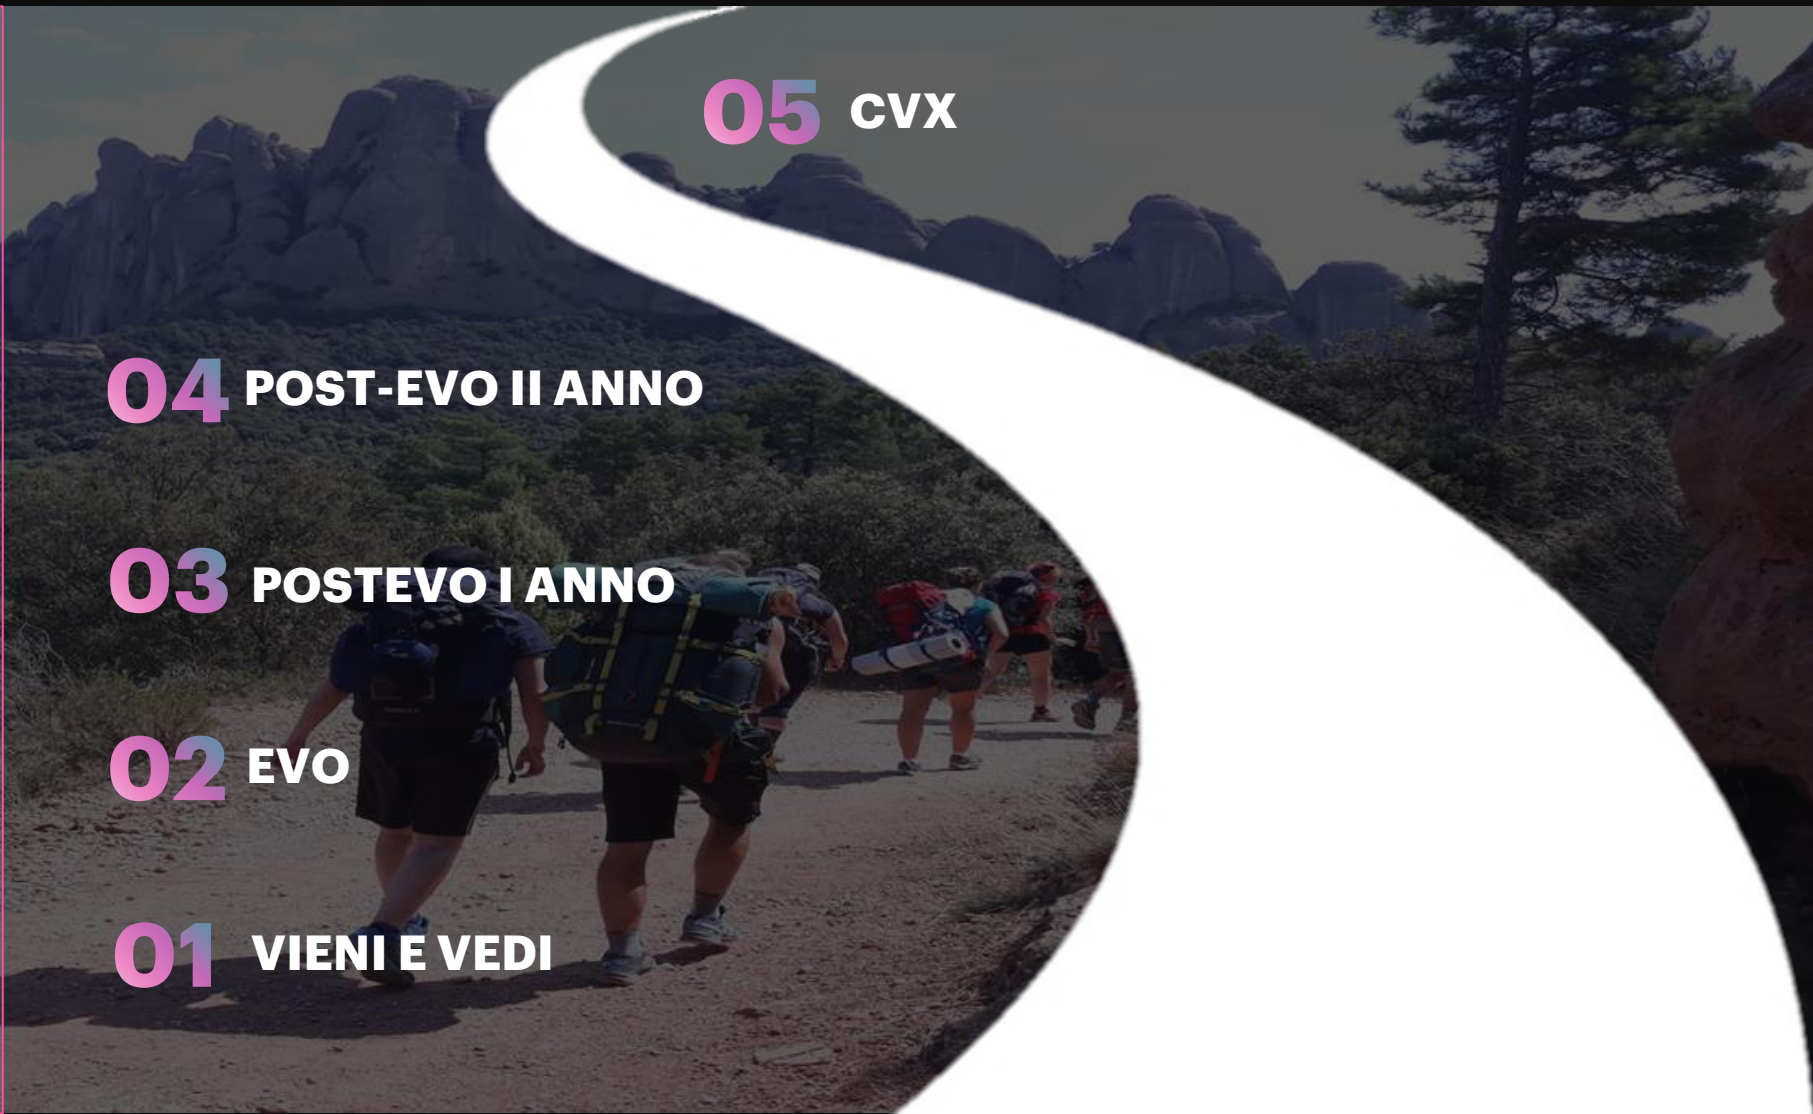 05 CVX
04 POST-EVO II ANNO
03 POSTEVO I ANNO
02 EVO
01 VIENI E VEDI